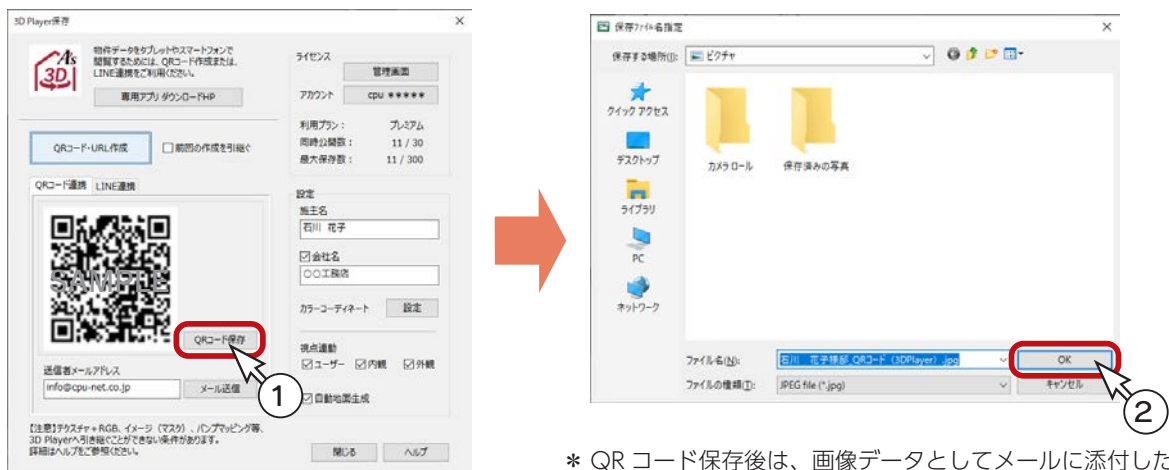 3D Player保存
A's
3D
物件データをタブレットやスマートフォンで
閲覧するためには、QRコード作成または、
LINE連携をご利用ください。
専用アプリ ダウンロードHP
QRコード・URL作成
前回の作成を引継ぐ
QRコード連携 LINE連携
SAMPLE
QRコード保存
①
送信者メールアドレス
info@cpu-net.co.jp
メール送信
【注意】テクスチャ+RGB、イメージ（マスク）、バンプマッピング等、
3D Playerへ引き継ぐことができない条件があります。
詳細はヘルプをご参照ください。
ライセンス
管理画面
アカウント cpu *****
利用プラン： プレミアム
同時公開数： 11 / 30
最大保存数： 11 / 300
設定
施主名
石川 花子
会社名
〇〇工務店
カラーコーディネート 設定
視点連動
ユーザー 内観 外観
自動地面生成
閉じる ヘルプ
保存ファイル名指定
保存する場所(I): ピクチャ
クイック アクセス
デスクトップ
ライブラリ
PC
ネットワーク
カメラ ロール
保存済みの写真
ファイル名(N): 石川 花子様邸_QRコード（3DPlayer）.jpg
OK
ファイルの種類(T): JPEG file (*.jpg)
キャンセル
②
＊ QR コード保存後は、画像データとしてメールに添付した